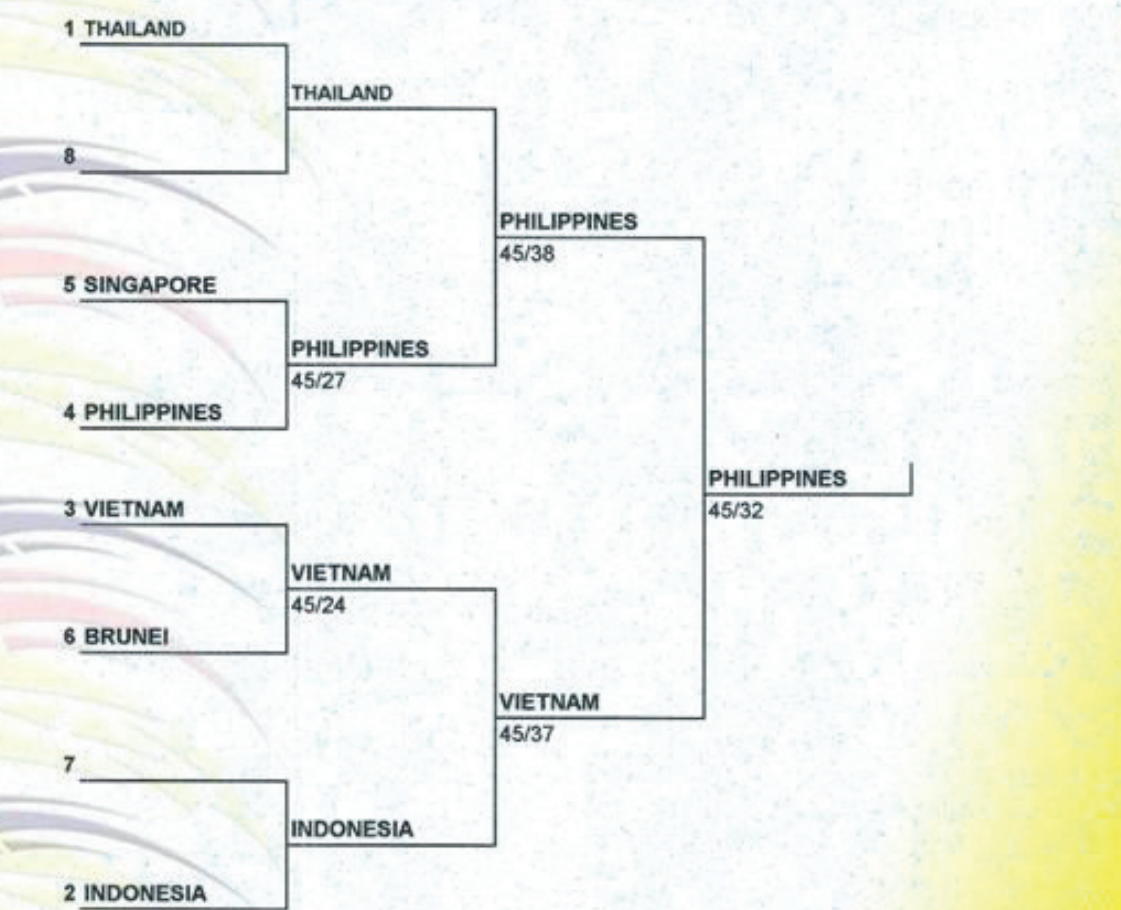 1 THAILAND
THAILAND
8
PHILIPPINES
45/38
5 SINGAPORE
PHILIPPINES
45/27
4 PHILIPPINES
PHILIPPINES
45/32
3 VIETNAM
VIETNAM
45/24
6 BRUNEI
VIETNAM
45/37
7
INDONESIA
2 INDONESIA